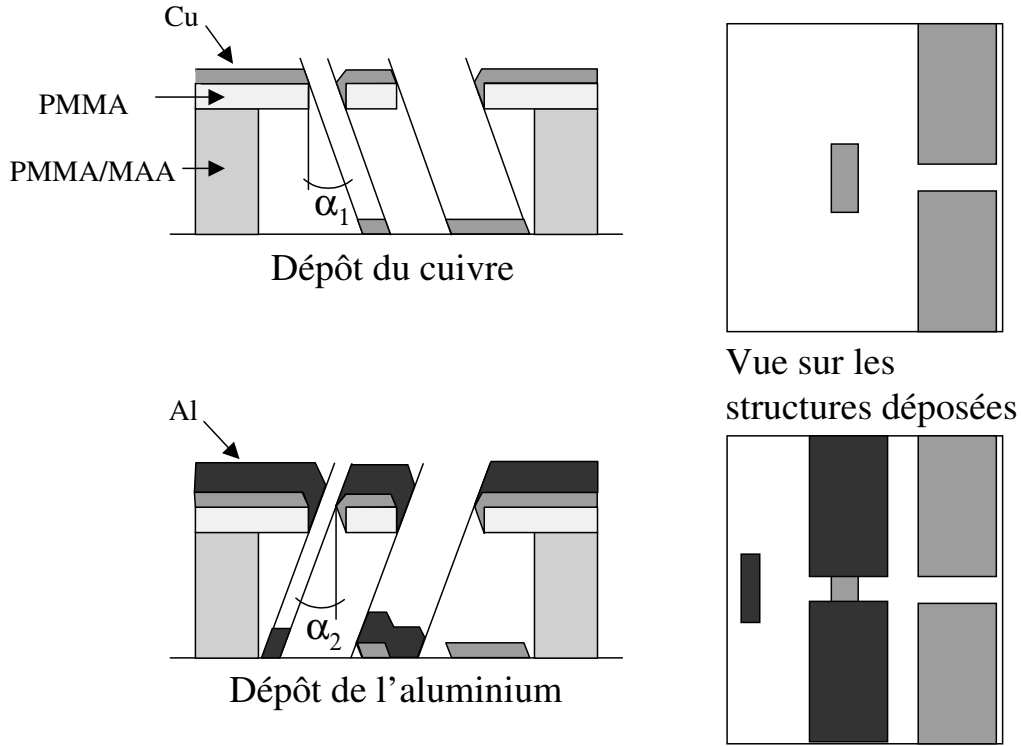 Cu
PMMA
PMMA/MAA
α1
Dépôt du cuivre
Vue sur les
structures déposées
Al
α2
Dépôt de l'aluminium